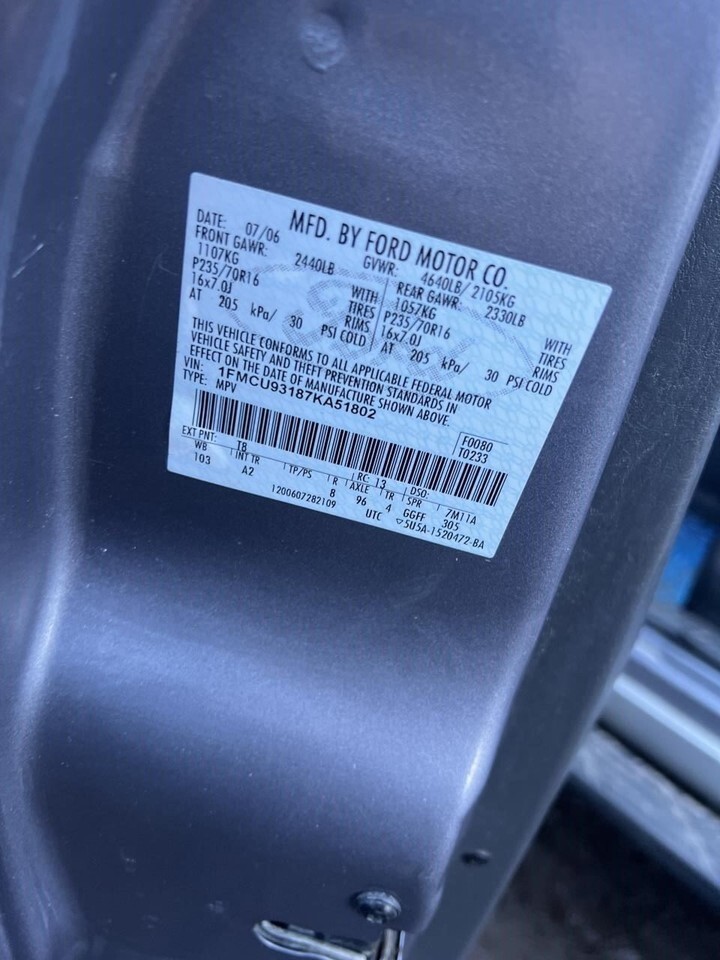 MFD. BY FORD MOTOR CO.
DATE: 07/06 GVWR: 4640LB/ 2105KG
FRONT GAWR: 2440LB REAR GAWR: 2330LB
1107KG WITH 1057KG WITH
P235/70R16 TIRES P235/70R16 TIRES
16x7.0J RIMS 16x7.0J RIMS
AT 205 kPa/ 30 PSI COLD AT 205 kPa/ 30 PSI COLD
THIS VEHICLE CONFORMS TO ALL APPLICABLE FEDERAL MOTOR
VEHICLE SAFETY AND THEFT PREVENTION STANDARDS IN
EFFECT ON THE DATE OF MANUFACTURE SHOWN ABOVE.
VIN: 1FMCU93187KA51802
TYPE: MPV
F0080
T0233
EXT PNT: T8 RC: 13 DSO:
WB INT TR TP/PS R AXLE TR SPR 7M11A
103 A2 8 96 4 GGFF 305
1200607282109 UTC ▽5U5A-1520472-BA